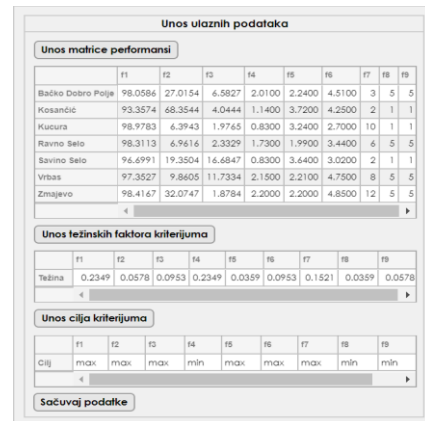 Unos ulaznih podataka
Unos matrice performansi
f1 f2 f3 f4 f5 f6 f7 f8 f9
Bačko Dobro Polje 98.0586 27.0154 6.5827 2.0100 2.2400 4.5100 3 5 5
Kosančić 93.3574 68.3544 4.0444 1.1400 3.7200 4.2500 2 1 1
Kucura 98.9783 6.3943 1.9765 0.8300 3.2400 2.7000 10 1 1
Ravno Selo 98.3113 6.9616 2.3329 1.7300 1.9900 3.4400 6 5 5
Savino Selo 96.6991 19.3504 16.6847 0.8300 3.6400 3.0200 2 1 1
Vrbas 97.3527 9.8605 11.7334 2.1500 2.2100 4.7500 8 5 5
Zmajevo 98.4167 32.0747 1.8784 2.2000 2.2000 4.8500 12 5 5
Unos težinskih faktora kriterijuma
f1 f2 f3 f4 f5 f6 f7 f8 f9
Težina 0.2349 0.0578 0.0953 0.2349 0.0359 0.0953 0.1521 0.0359 0.0578
Unos cilja kriterijuma
f1 f2 f3 f4 f5 f6 f7 f8 f9
Cilj max max max min max max max min min
Sačuvaj podatke